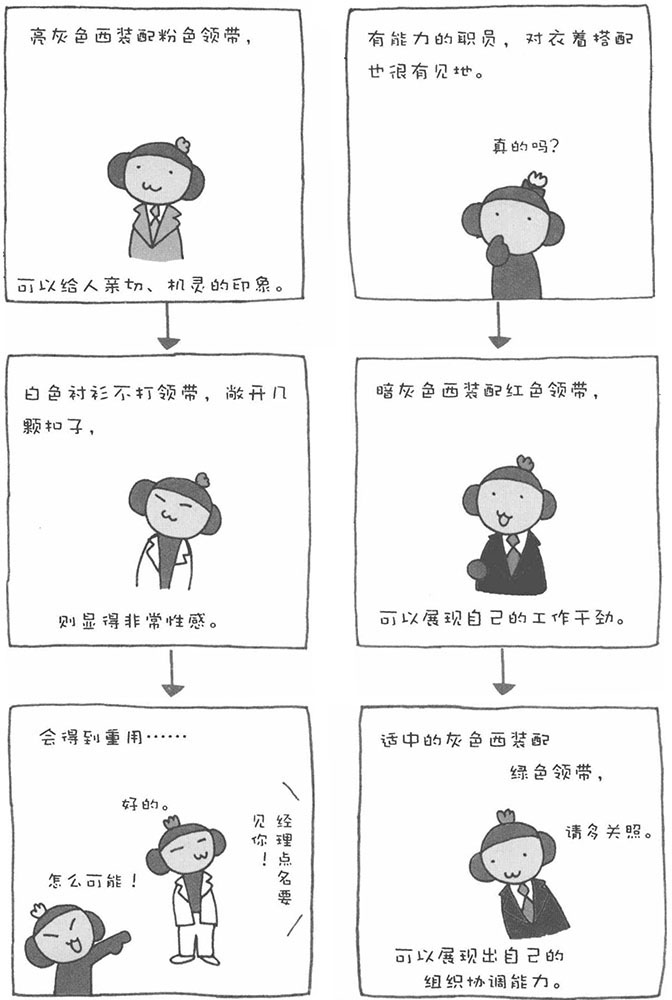 有能力的职员，对衣着搭配
也很有见地。
真的吗？
暗灰色西装配红色领带，
可以展现自己的工作干劲。
适中的灰色西装配
绿色领带，
请多关照。
可以展现出自己的
组织协调能力。
亮灰色西装配粉色领带，
可以给人亲切、机灵的印象。
白色衬衫不打领带，敞开几
颗扣子，
则显得非常性感。
会得到重用……
经理点名要
见你！
好的。
怎么可能！